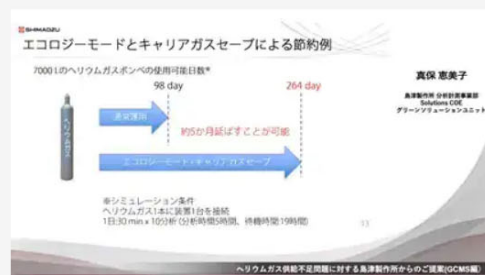 SHIMADZU
エコロジーモードとキャリアガスセーブによる節約例
7000 Lのヘリウムガスボンベの使用可能日数※
98 day
264 day
真保 恵美子
島津製作所 分析計測事業部
Solutions COE
グリーンソリューションユニット
ヘリウムガス
通常運用
約5か月延ばすことが可能
エコロジーモード+キャリアガスセーブ
※シミュレーション条件
ヘリウムガス1本に装置1台を接続
1日:30 min x 10分析 (分析時間5時間、待機時間:19時間)
13
ヘリウムガス供給不足問題に対する島津製作所からのご提案(GCMS編)